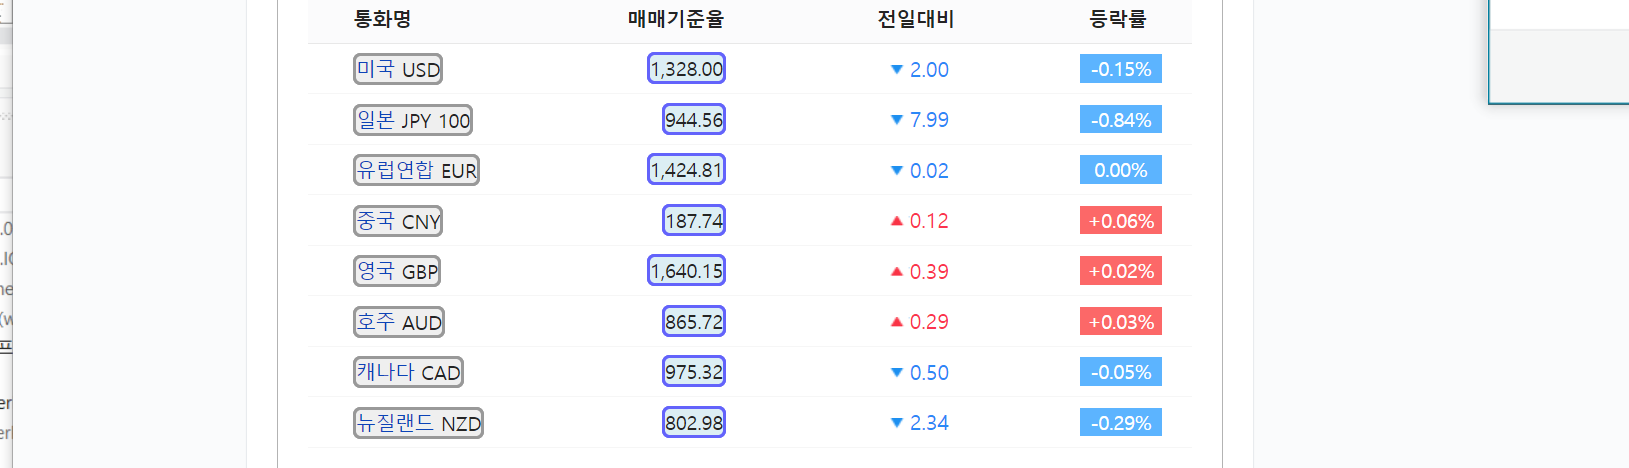 통화명 매매기준율 전일대비 등락률
미국 USD 1,328.00 ▼ 2.00 -0.15%
일본 JPY 100 944.56 ▼ 7.99 -0.84%
유럽연합 EUR 1,424.81 ▼ 0.02 0.00%
중국 CNY 187.74 ▲ 0.12 +0.06%
영국 GBP 1,640.15 ▲ 0.39 +0.02%
호주 AUD 865.72 ▲ 0.29 +0.03%
캐나다 CAD 975.32 ▼ 0.50 -0.05%
뉴질랜드 NZD 802.98 ▼ 2.34 -0.29%